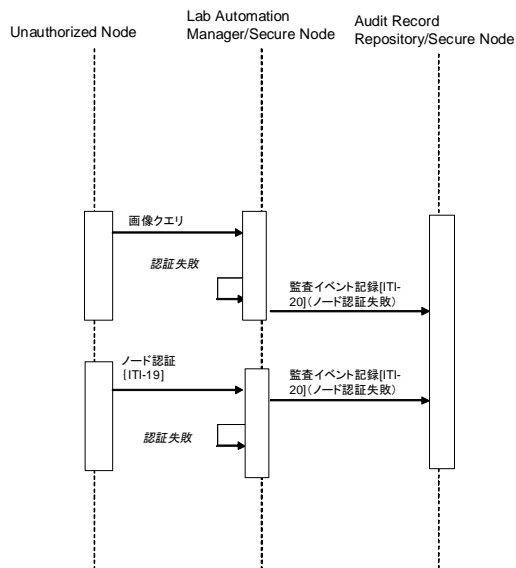 Unauthorized Node
Lab Automation
Manager/Secure Node
Audit Record
Repository/Secure Node
画像クエリ
認証失敗
監査イベント記録[ITI-
20](ノード認証失敗)
ノード認証
{ITI-19]
監査イベント記録[ITI-
20](ノード認証失敗)
認証失敗